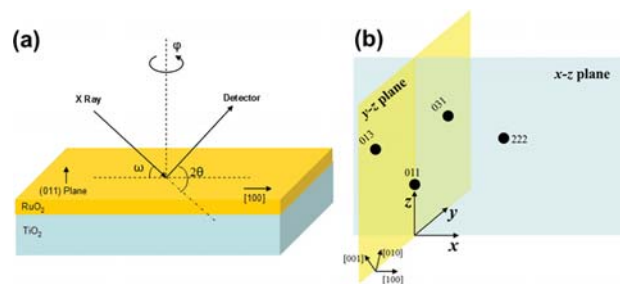 (a)
φ
X Ray
Detector
ω
2θ
(011) Plane
[100]
RuO₂
TiO₂
(b)
x-z plane
y-z plane
031
013
222
011
z
y
x
[001]
[010]
[100]